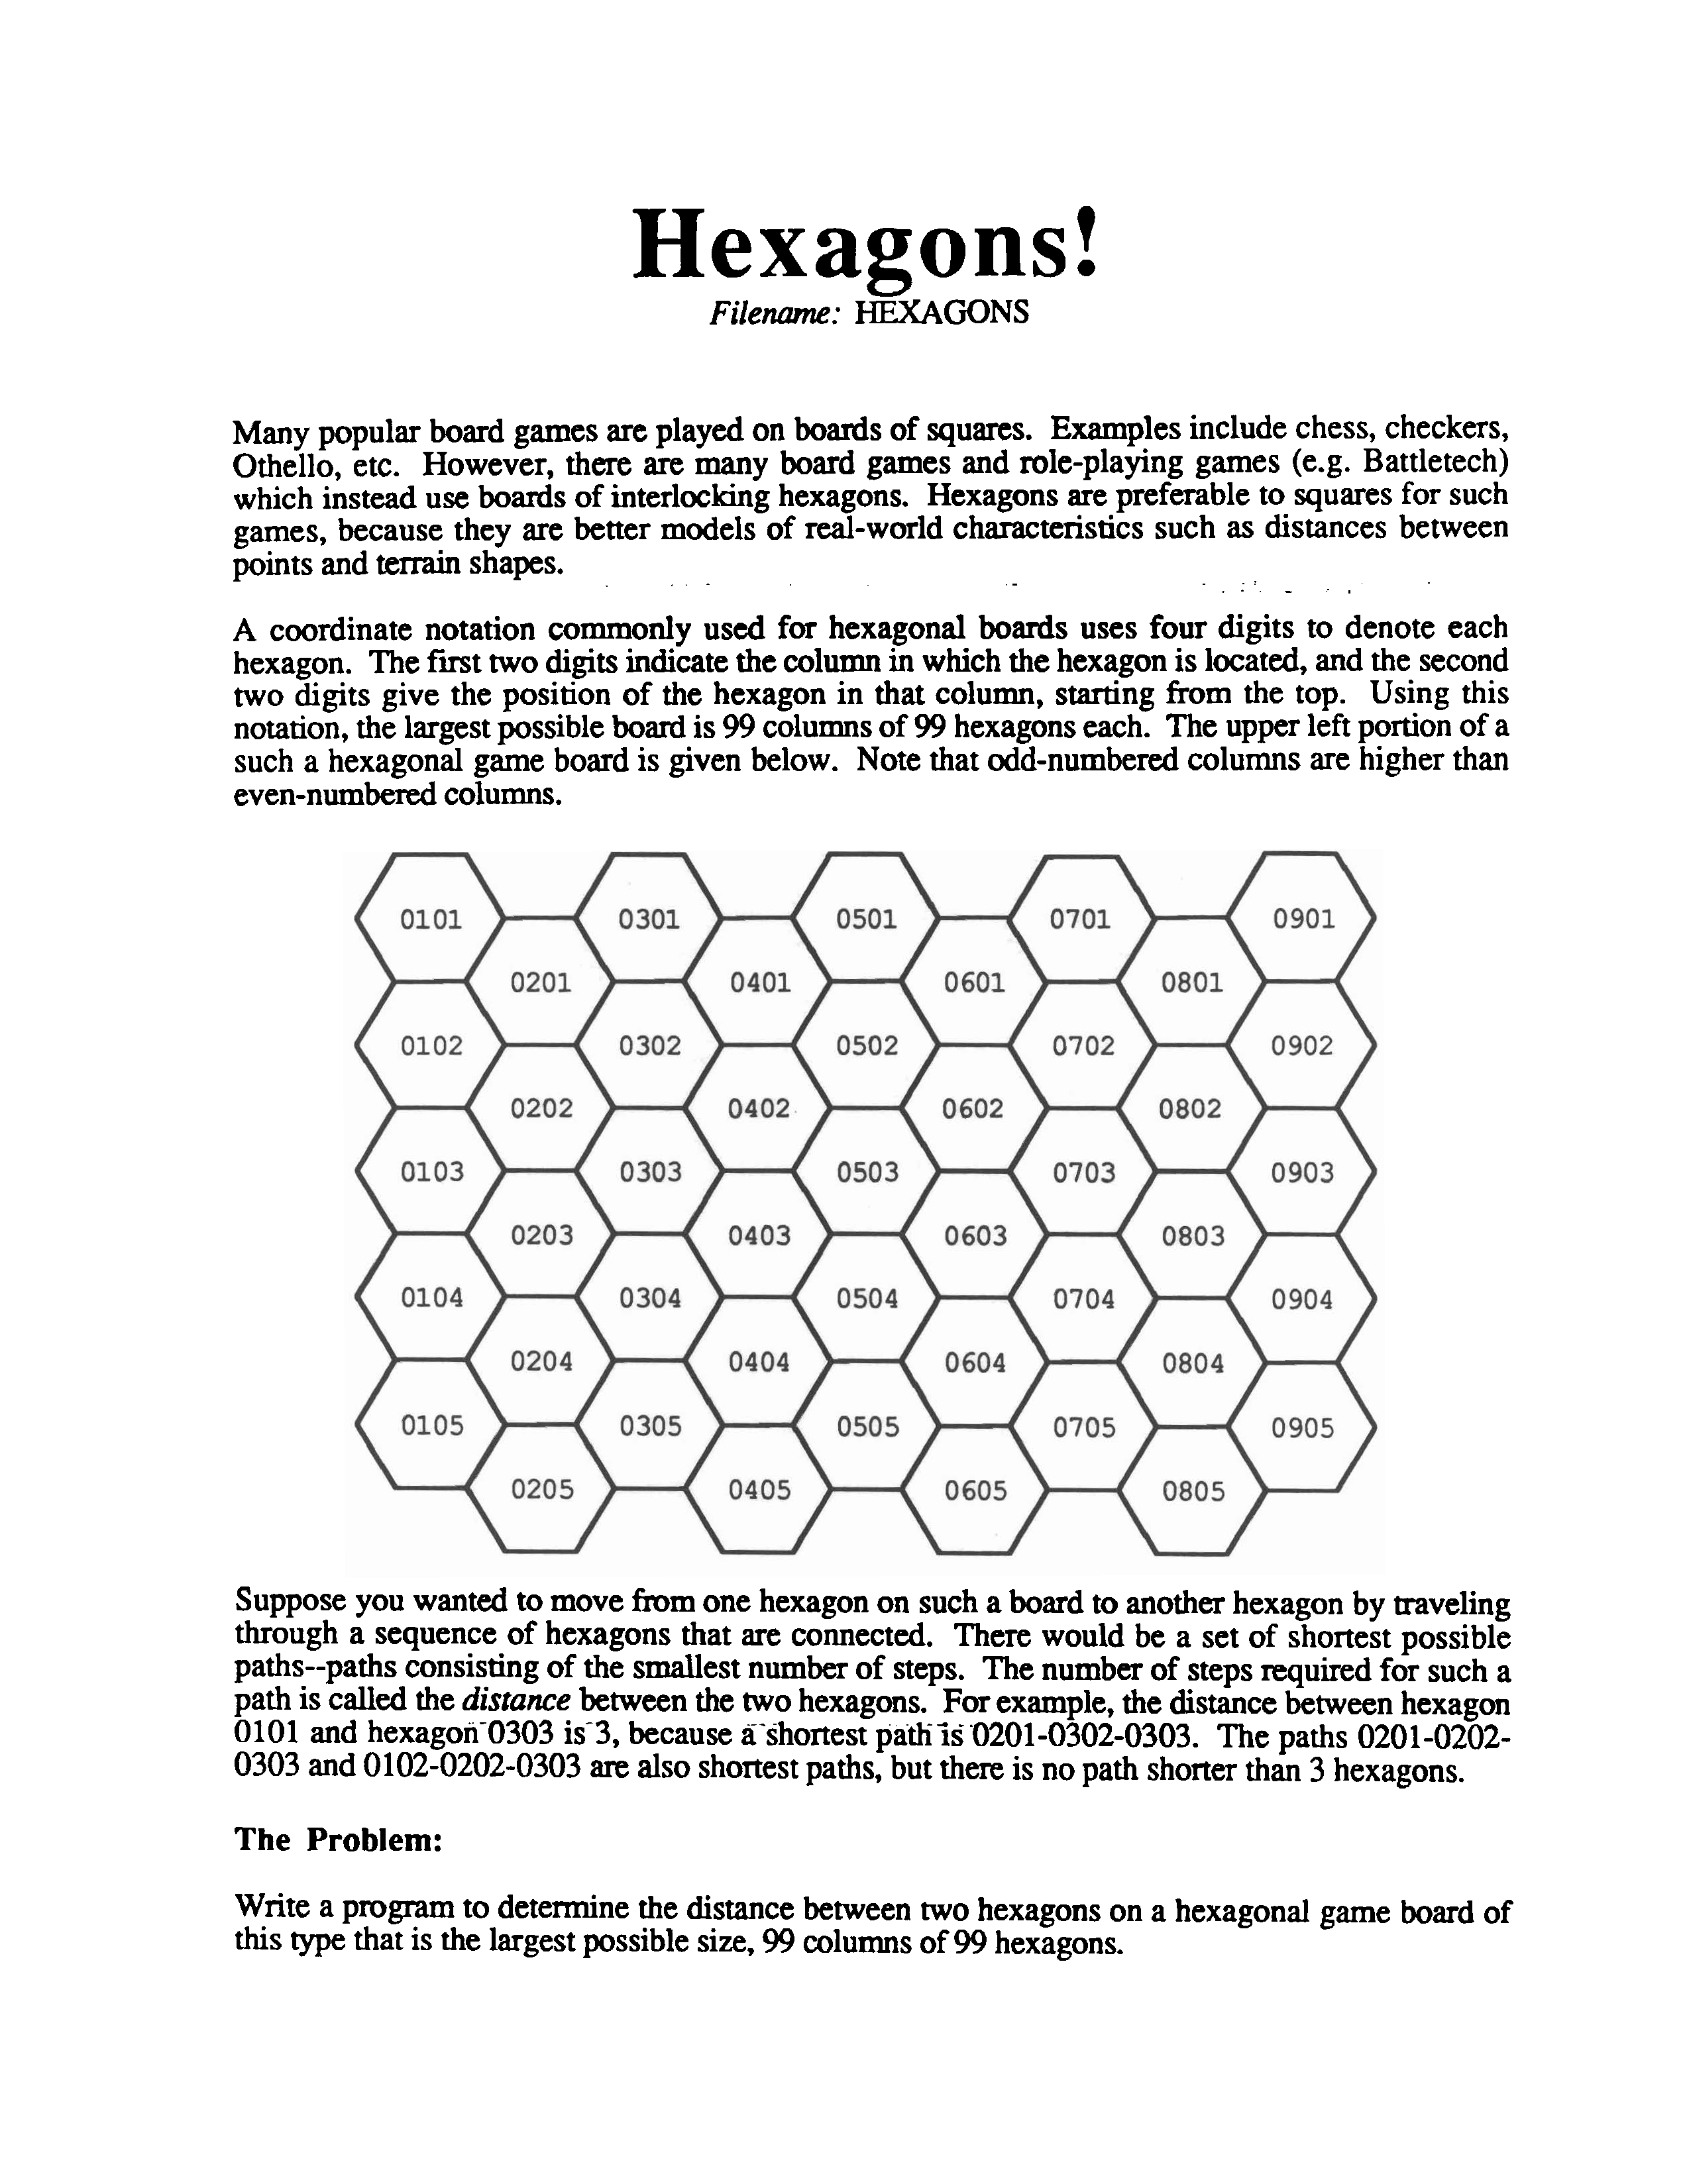 Hexagons!
Filename: HEXAGONS
Many popular board games are played on boards of squares. Examples include chess, checkers,
Othello, etc. However, there are many board games and role-playing games (e.g. Battletech)
which instead use boards of interlocking hexagons. Hexagons are preferable to squares for such
games, because they are better models of real-world characteristics such as distances between
points and terrain shapes.
A coordinate notation commonly used for hexagonal boards uses four digits to denote each
hexagon. The first two digits indicate the column in which the hexagon is located, and the second
two digits give the position of the hexagon in that column, starting from the top. Using this
notation, the largest possible board is 99 columns of 99 hexagons each. The upper left portion of a
such a hexagonal game board is given below. Note that odd-numbered columns are higher than
even-numbered columns.
0101 0301 0501 0701 0901
0201 0401 0601 0801
0102 0302 0502 0702 0902
0202 0402 0602 0802
0103 0303 0503 0703 0903
0203 0403 0603 0803
0104 0304 0504 0704 0904
0204 0404 0604 0804
0105 0305 0505 0705 0905
0205 0405 0605 0805
Suppose you wanted to move from one hexagon on such a board to another hexagon by traveling
through a sequence of hexagons that are connected. There would be a set of shortest possible
paths--paths consisting of the smallest number of steps. The number of steps required for such a
path is called the distance between the two hexagons. For example, the distance between hexagon
0101 and hexagon 0303 is 3, because a shortest path is 0201-0302-0303. The paths 0201-0202-
0303 and 0102-0202-0303 are also shortest paths, but there is no path shorter than 3 hexagons.
The Problem:
Write a program to determine the distance between two hexagons on a hexagonal game board of
this type that is the largest possible size, 99 columns of 99 hexagons.